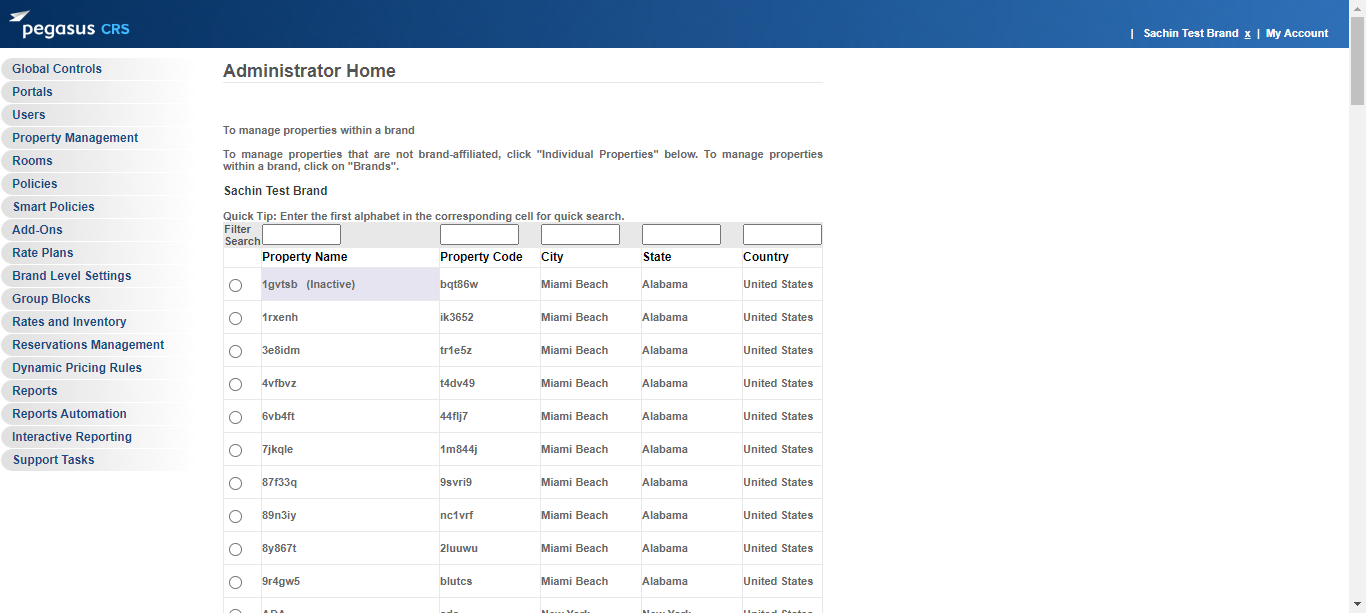 pegasus CRS
| Sachin Test Brand x | My Account
Global Controls
Portals
Users
Property Management
Rooms
Policies
Smart Policies
Add-Ons
Rate Plans
Brand Level Settings
Group Blocks
Rates and Inventory
Reservations Management
Dynamic Pricing Rules
Reports
Reports Automation
Interactive Reporting
Support Tasks
Administrator Home
To manage properties within a brand
To manage properties that are not brand-affiliated, click "Individual Properties" below. To manage properties
within a brand, click on "Brands".
Sachin Test Brand
Quick Tip: Enter the first alphabet in the corresponding cell for quick search.
Filter
Search
Property Name Property Code City State Country
1gvtsb (Inactive) bqt86w Miami Beach Alabama United States
1rxenh ik3652 Miami Beach Alabama United States
3e8idm tr1e5z Miami Beach Alabama United States
4vfbvz t4dv49 Miami Beach Alabama United States
6vb4ft 44flj7 Miami Beach Alabama United States
7jkqle 1m844j Miami Beach Alabama United States
87f33q 9svri9 Miami Beach Alabama United States
89n3iy nc1vrf Miami Beach Alabama United States
8y867t 2luuwu Miami Beach Alabama United States
9r4gw5 blutcs Miami Beach Alabama United States